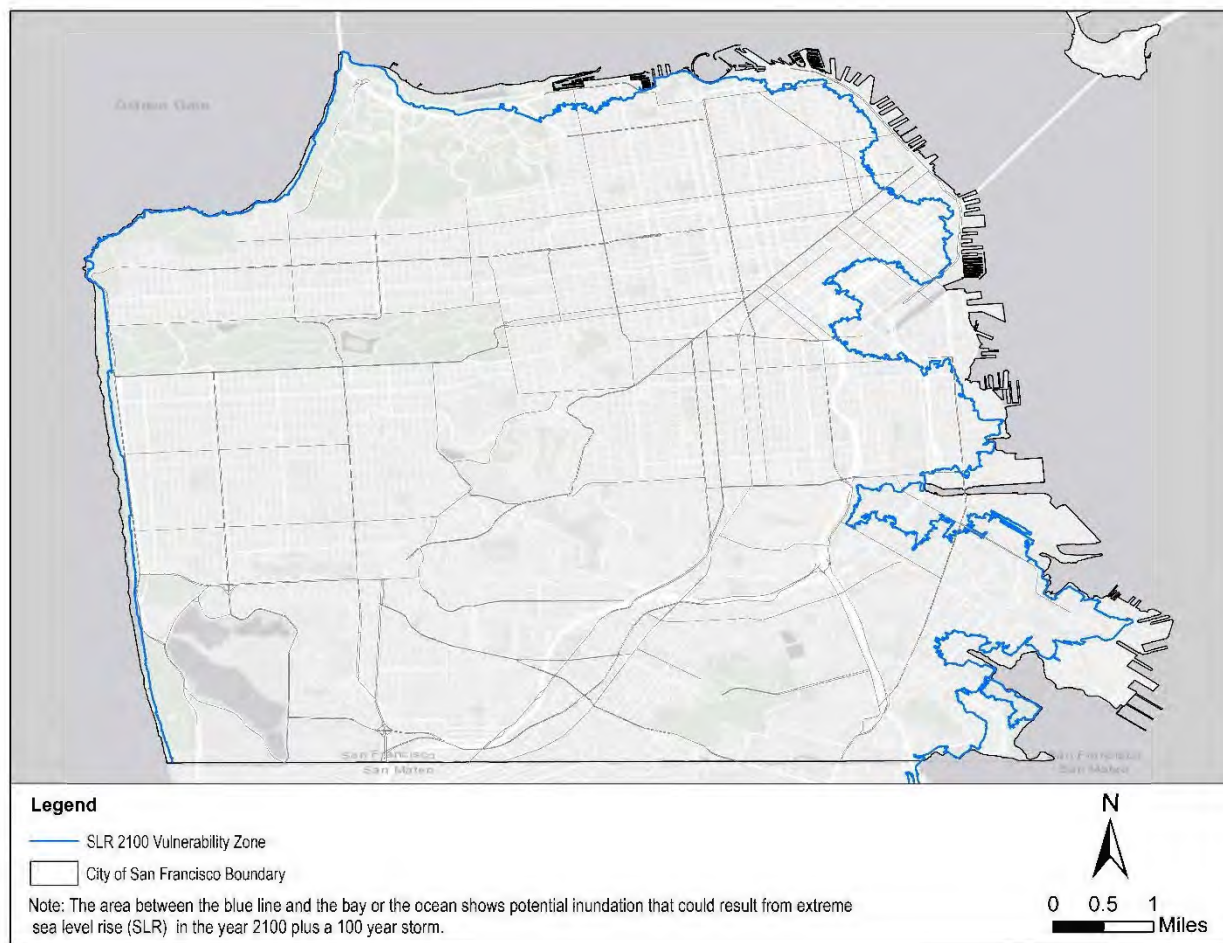 Golden Gate
San Francisco
San Mateo
San Francisco
San Mateo
Legend
SLR 2100 Vulnerability Zone
City of San Francisco Boundary
Note: The area between the blue line and the bay or the ocean shows potential inundation that could result from extreme
sea level rise (SLR) in the year 2100 plus a 100 year storm.
N
0 0.5 1
Miles